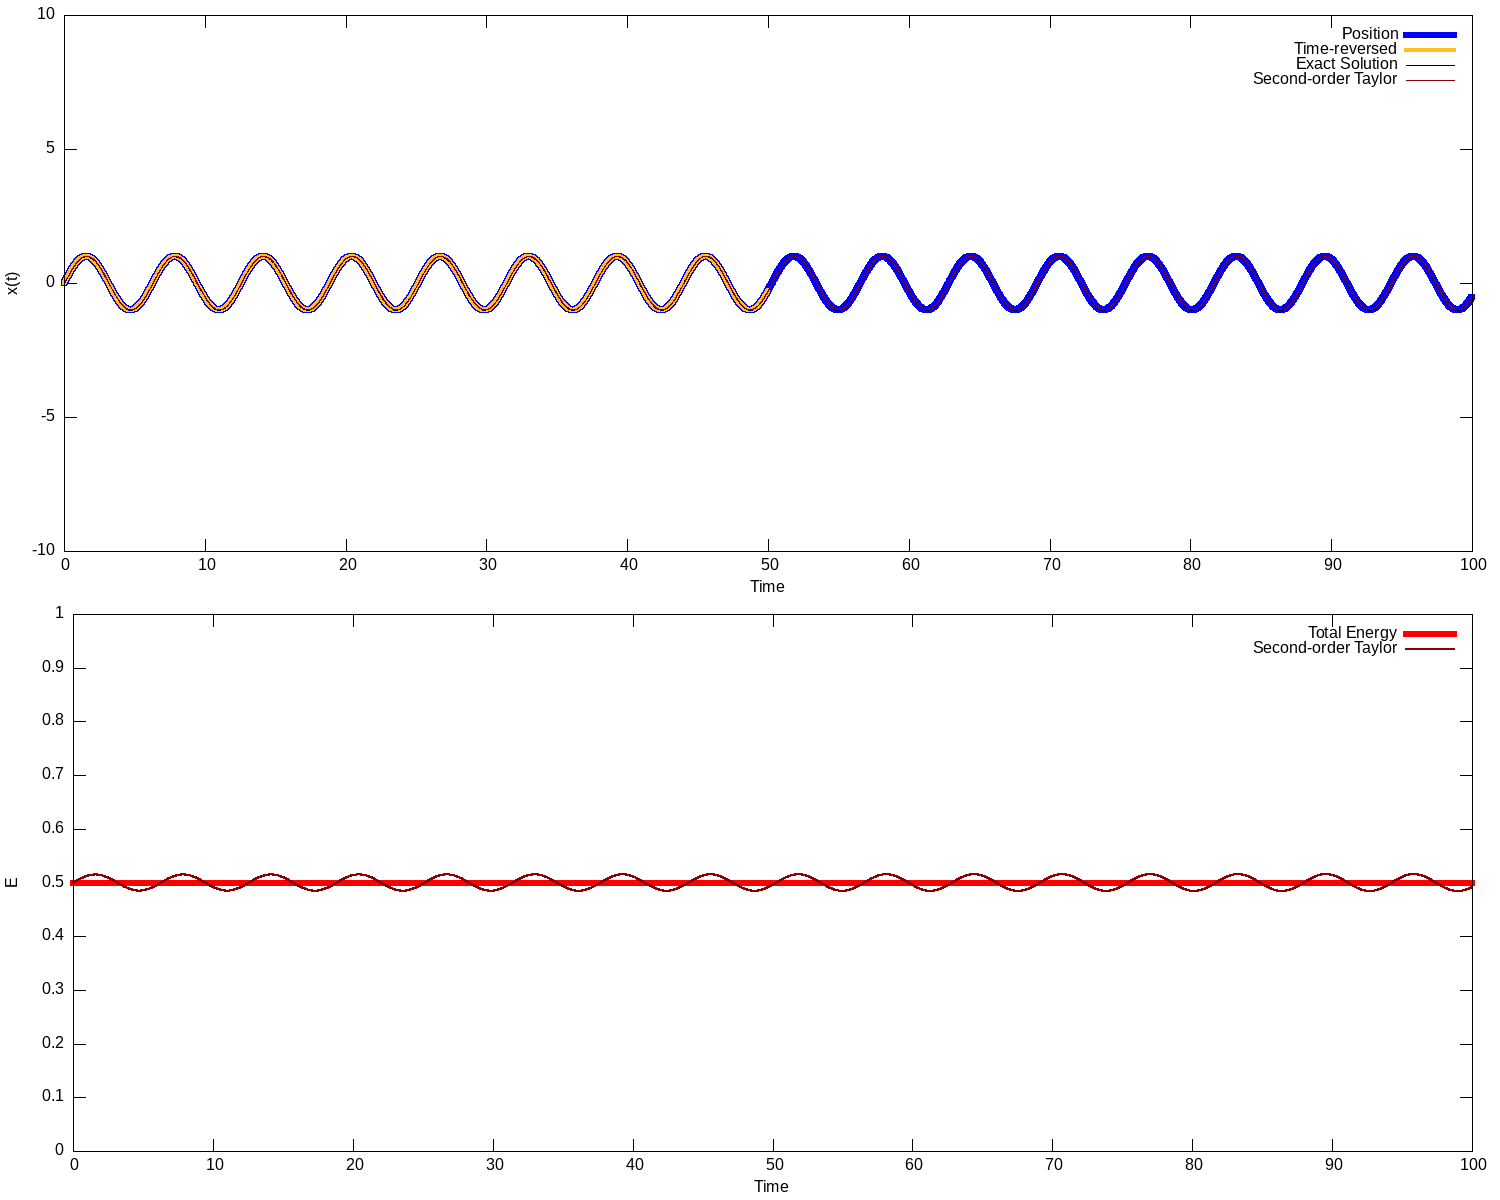 10
5
0
-5
-10
x(t)
Position
Time-reversed
Exact Solution
Second-order Taylor
0 10 20 30 40 50 60 70 80 90 100
Time
1
0.9
0.8
0.7
0.6
0.5
0.4
0.3
0.2
0.1
0
E
Total Energy
Second-order Taylor
0 10 20 30 40 50 60 70 80 90 100
Time